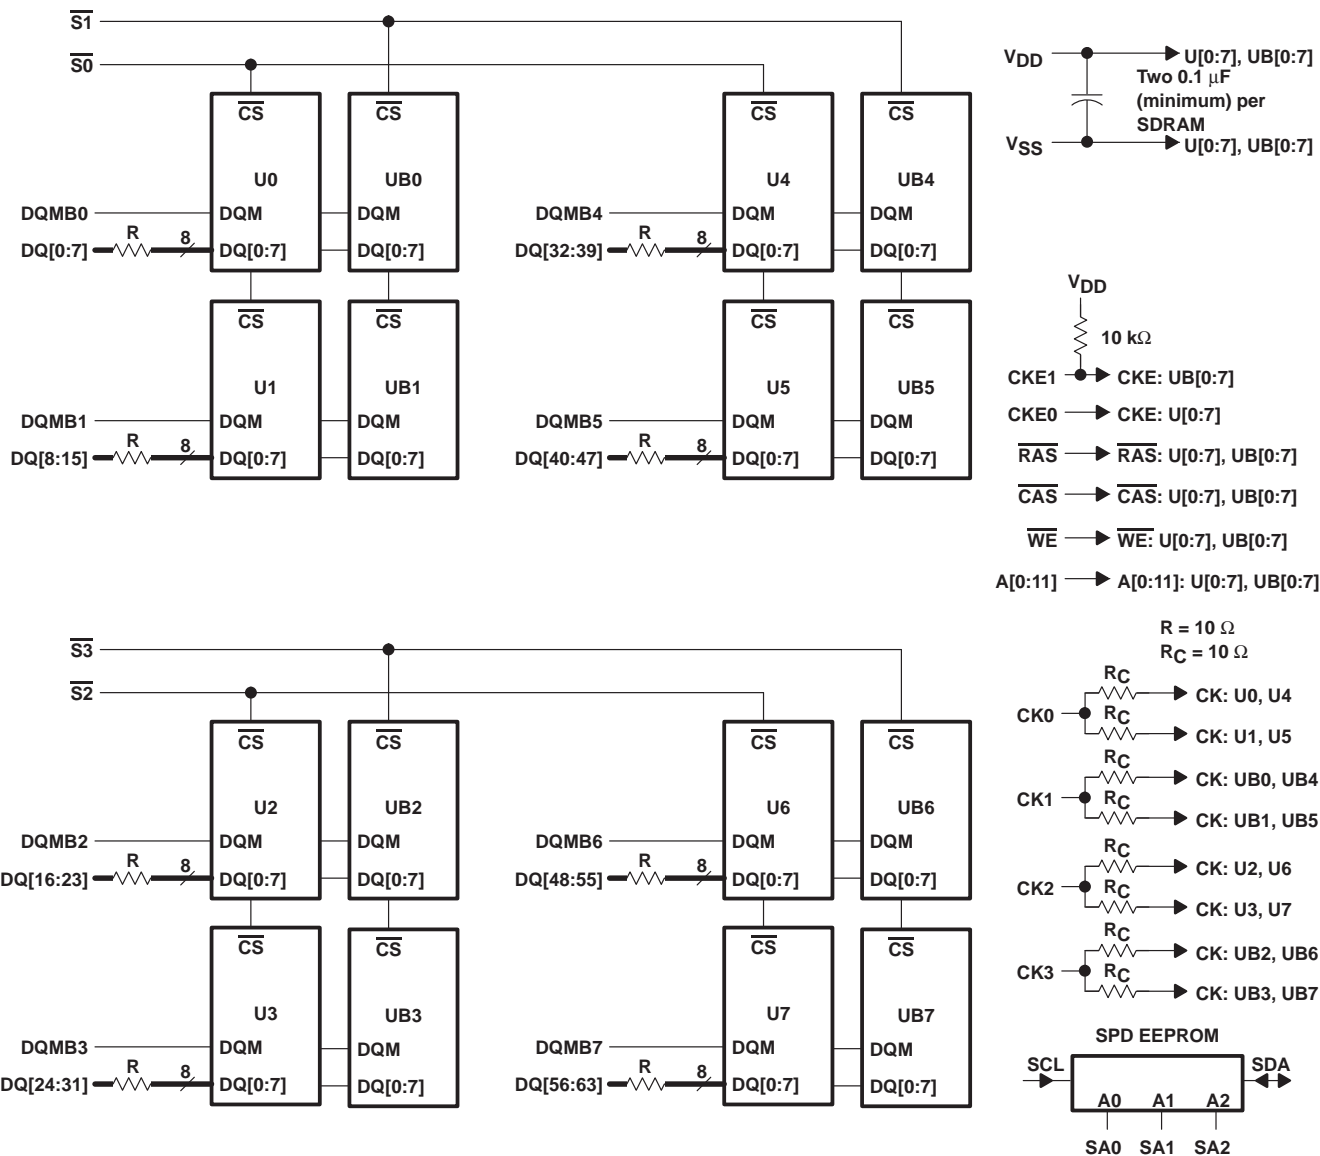 S1
S0
CS CS CS CS
U0 UB0 U4 UB4
DQMB0 DQM DQM DQMB4 DQM DQM
DQ[0:7] R 8 DQ[0:7] DQ[0:7] DQ[32:39] R 8 DQ[0:7] DQ[0:7]
CS CS CS CS
U1 UB1 U5 UB5
DQMB1 DQM DQM DQMB5 DQM DQM
DQ[8:15] R 8 DQ[0:7] DQ[0:7] DQ[40:47] R 8 DQ[0:7] DQ[0:7]
S3
S2
CS CS CS CS
U2 UB2 U6 UB6
DQMB2 DQM DQM DQMB6 DQM DQM
DQ[16:23] R 8 DQ[0:7] DQ[0:7] DQ[48:55] R 8 DQ[0:7] DQ[0:7]
CS CS CS CS
U3 UB3 U7 UB7
DQMB3 DQM DQM DQMB7 DQM DQM
DQ[24:31] R 8 DQ[0:7] DQ[0:7] DQ[56:63] R 8 DQ[0:7] DQ[0:7]
VDD U[0:7], UB[0:7]
Two 0.1 μF
(minimum) per
SDRAM
VSS U[0:7], UB[0:7]
VDD
10 kΩ
CKE1 CKE: UB[0:7]
CKE0 CKE: U[0:7]
RAS RAS: U[0:7], UB[0:7]
CAS CAS: U[0:7], UB[0:7]
WE WE: U[0:7], UB[0:7]
A[0:11] A[0:11]: U[0:7], UB[0:7]
R = 10 Ω
RC = 10 Ω
RC CK: U0, U4
CK0
RC CK: U1, U5
RC CK: UB0, UB4
CK1
RC CK: UB1, UB5
RC CK: U2, U6
CK2
RC CK: U3, U7
RC CK: UB2, UB6
CK3
RC CK: UB3, UB7
SPD EEPROM
SCL SDA
A0 A1 A2
SA0 SA1 SA2